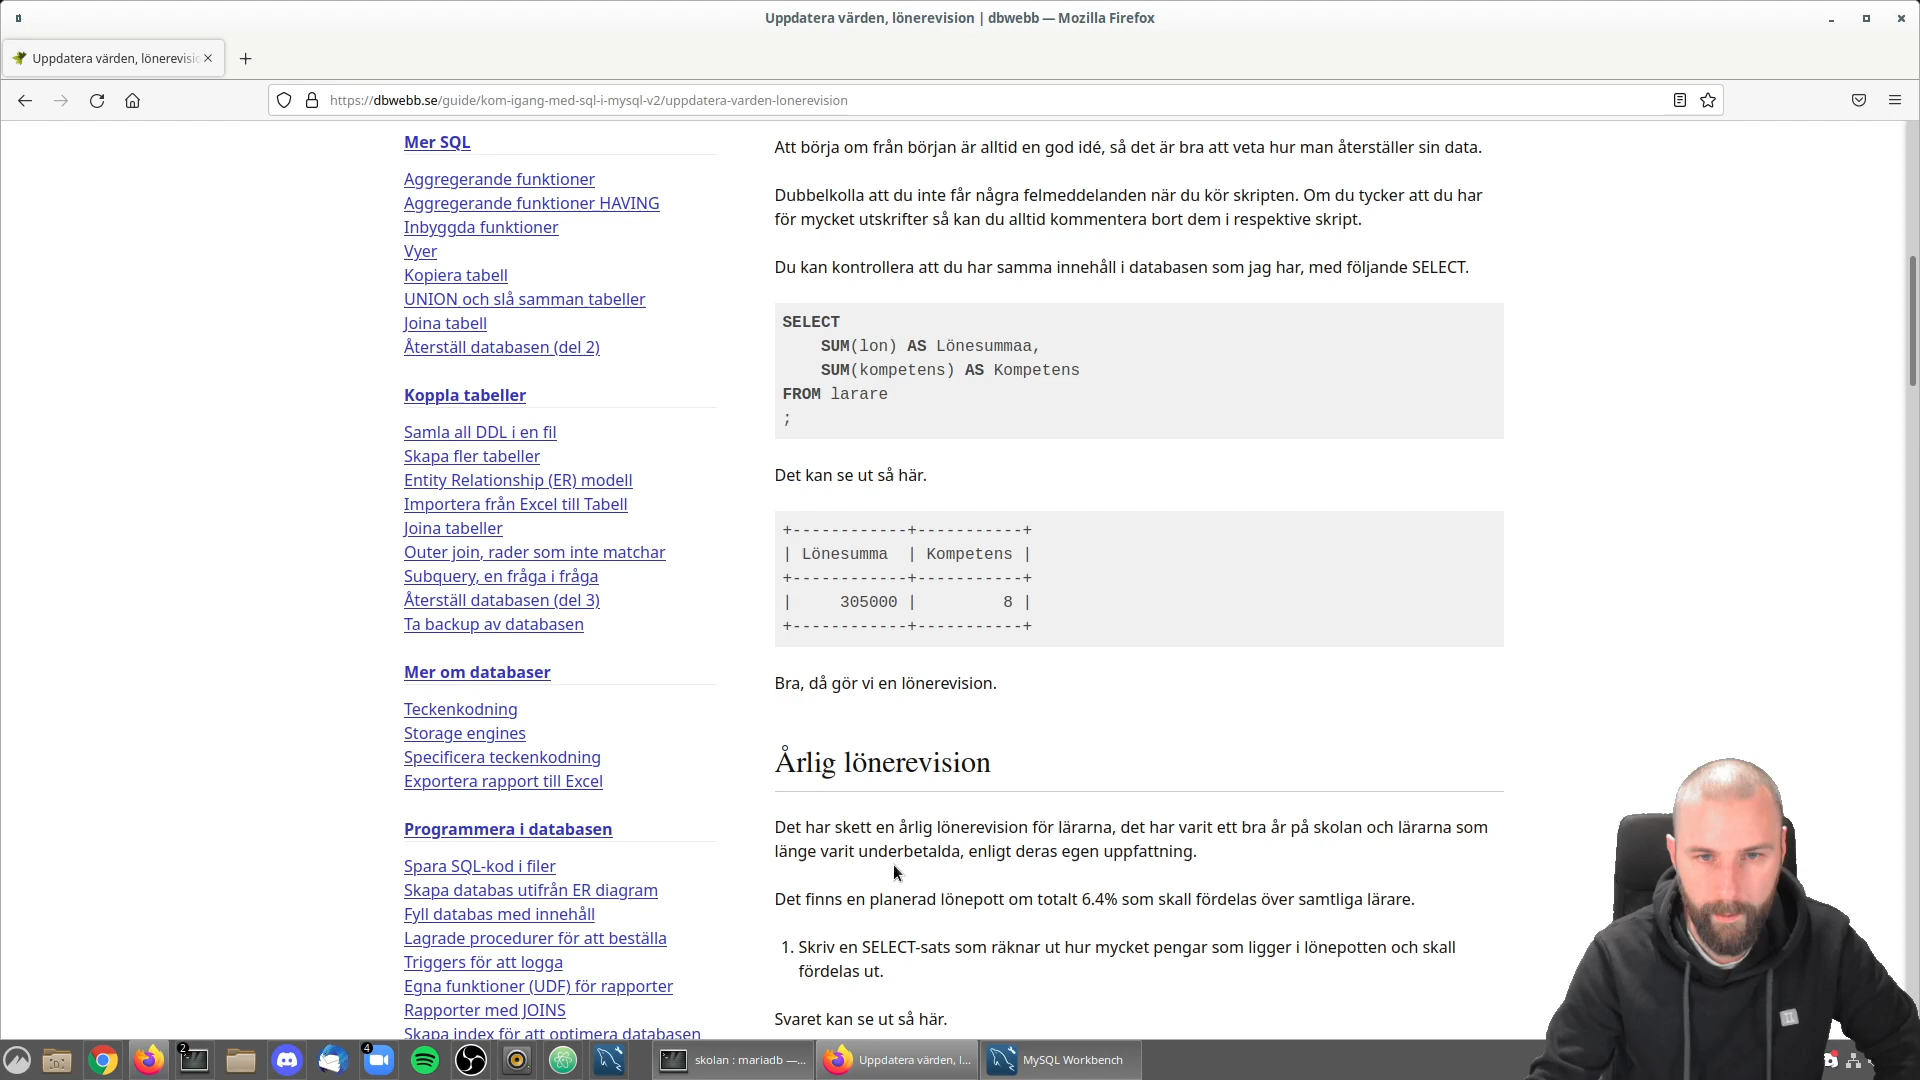 Uppdatera värden, lönerevision | dbwebb — Mozilla Firefox
Uppdatera värden, lönerevisio
https://dbwebb.se/guide/kom-igang-med-sql-i-mysql-v2/uppdatera-varden-lonerevision
Mer SQL
Aggregerande funktioner
Aggregerande funktioner HAVING
Inbyggda funktioner
Vyer
Kopiera tabell
UNION och slå samman tabeller
Joina tabell
Återställ databasen (del 2)
Koppla tabeller
Samla all DDL i en fil
Skapa fler tabeller
Entity Relationship (ER) modell
Importera från Excel till Tabell
Joina tabeller
Outer join, rader som inte matchar
Subquery, en fråga i fråga
Återställ databasen (del 3)
Ta backup av databasen
Mer om databaser
Teckenkodning
Storage engines
Specificera teckenkodning
Exportera rapport till Excel
Programmera i databasen
Spara SQL-kod i filer
Skapa databas utifrån ER diagram
Fyll databas med innehåll
Lagrade procedurer för att beställa
Triggers för att logga
Egna funktioner (UDF) för rapporter
Rapporter med JOINS
Skapa index för att optimera databasen
Att börja om från början är alltid en god idé, så det är bra att veta hur man återställer sin data.
Dubbelkolla att du inte får några felmeddelanden när du kör skripten. Om du tycker att du har
för mycket utskrifter så kan du alltid kommentera bort dem i respektive skript.
Du kan kontrollera att du har samma innehåll i databasen som jag har, med följande SELECT.
SELECT
    SUM(lon) AS Lönesummaa,
    SUM(kompetens) AS Kompetens
FROM larare
;
Det kan se ut så här.
+------------+-----------+
| Lönesumma  | Kompetens |
+------------+-----------+
|     305000 |         8 |
+------------+-----------+
Bra, då gör vi en lönerevision.
Årlig lönerevision
Det har skett en årlig lönerevision för lärarna, det har varit ett bra år på skolan och lärarna som
länge varit underbetalda, enligt deras egen uppfattning.
Det finns en planerad lönepott om totalt 6.4% som skall fördelas över samtliga lärare.
1. Skriv en SELECT-sats som räknar ut hur mycket pengar som ligger i lönepotten och skall
fördelas ut.
Svaret kan se ut så här.
2
4
skolan : mariadb —...
Uppdatera värden, l...
MySQL Workbench